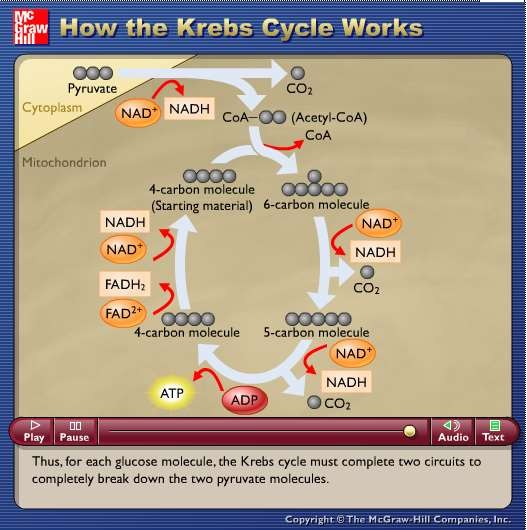 Mc
Graw
Hill
How the Krebs Cycle Works
Pyruvate
CO₂
Cytoplasm
NAD⁺
NADH
CoA– (Acetyl-CoA)
CoA
Mitochondrion
4-carbon molecule
(Starting material)
6-carbon molecule
NADH
NAD⁺
NAD⁺
NADH
CO₂
FADH₂
FAD²⁺
4-carbon molecule
5-carbon molecule
NAD⁺
NADH
CO₂
ATP
ADP
Play
Pause
Audio
Text
Thus, for each glucose molecule, the Krebs cycle must complete two circuits to
completely break down the two pyruvate molecules.
Copyright © The McGraw-Hill Companies, Inc.